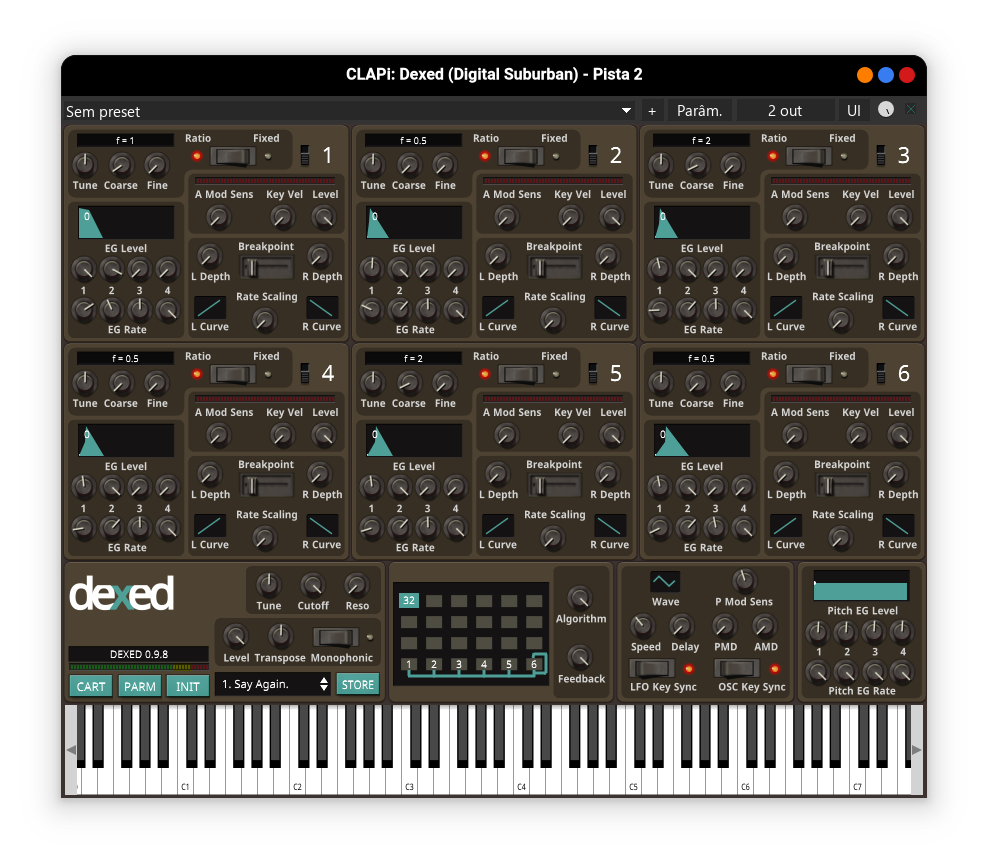 CLAPi: Dexed (Digital Suburban) - Pista 2
Sem preset + Parâm. 2 out UI
f = 1 Ratio Fixed 1
Tune Coarse Fine
A Mod Sens Key Vel Level
0
EG Level
Breakpoint
L Depth R Depth
1 2 3 4
Rate Scaling
EG Rate
L Curve R Curve
f = 0.5 Ratio Fixed 2
Tune Coarse Fine
A Mod Sens Key Vel Level
0
EG Level
Breakpoint
L Depth R Depth
1 2 3 4
Rate Scaling
EG Rate
L Curve R Curve
f = 2 Ratio Fixed 3
Tune Coarse Fine
A Mod Sens Key Vel Level
0
EG Level
Breakpoint
L Depth R Depth
1 2 3 4
Rate Scaling
EG Rate
L Curve R Curve
f = 0.5 Ratio Fixed 4
Tune Coarse Fine
A Mod Sens Key Vel Level
0
EG Level
Breakpoint
L Depth R Depth
1 2 3 4
Rate Scaling
EG Rate
L Curve R Curve
f = 2 Ratio Fixed 5
Tune Coarse Fine
A Mod Sens Key Vel Level
0
EG Level
Breakpoint
L Depth R Depth
1 2 3 4
Rate Scaling
EG Rate
L Curve R Curve
f = 0.5 Ratio Fixed 6
Tune Coarse Fine
A Mod Sens Key Vel Level
0
EG Level
Breakpoint
L Depth R Depth
1 2 3 4
Rate Scaling
EG Rate
L Curve R Curve
dexed
Tune Cutoff Reso
DEXED 0.9.8
Level Transpose Monophonic
CART PARM INIT 1. Say Again. STORE
32
1 2 3 4 5 6
Algorithm
Feedback
Wave P Mod Sens
Speed Delay PMD AMD
LFO Key Sync OSC Key Sync
Pitch EG Level
1 2 3 4
Pitch EG Rate
C1 C2 C3 C4 C5 C6 C7